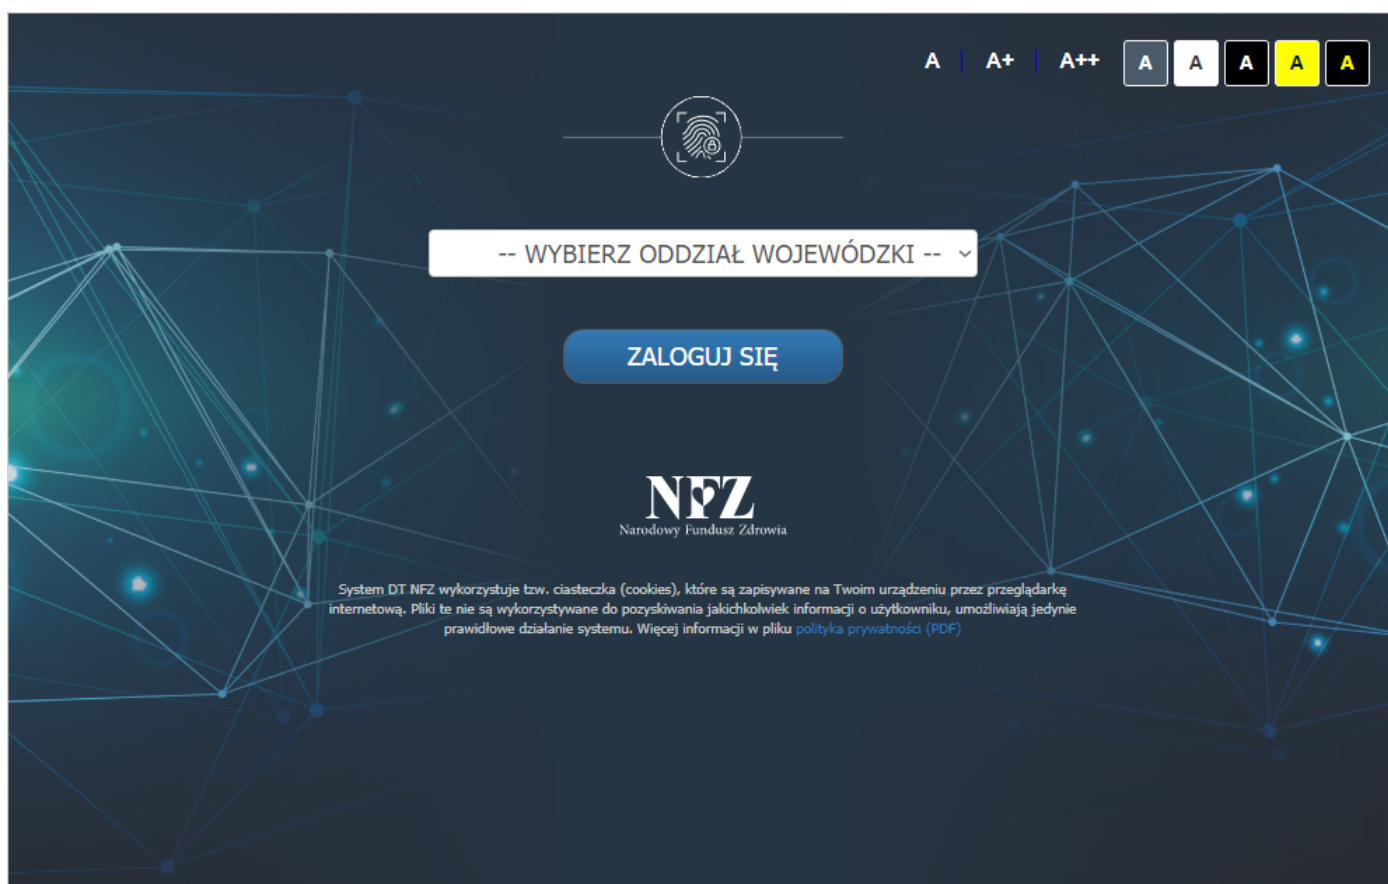 A A+ A++ A A A A A
-- WYBIERZ ODDZIAŁ WOJEWÓDZKI --
ZALOGUJ SIĘ
NFZ
Narodowy Fundusz Zdrowia
System DT NFZ wykorzystuje tzw. ciasteczka (cookies), które są zapisywane na Twoim urządzeniu przez przeglądarkę
internetową. Pliki te nie są wykorzystywane do pozyskiwania jakichkolwiek informacji o użytkowniku, umożliwiają jedynie
prawidłowe działanie systemu. Więcej informacji w pliku polityka prywatności (PDF)